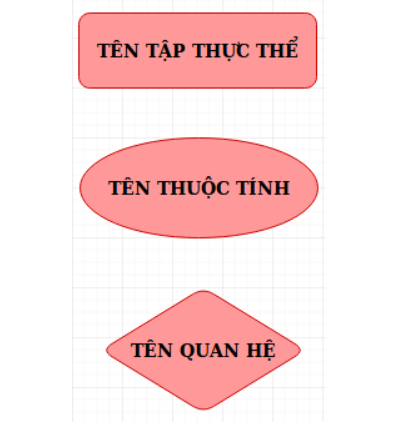 TÊN TẬP THỰC THỂ
TÊN THUỘC TÍNH
TÊN QUAN HỆ